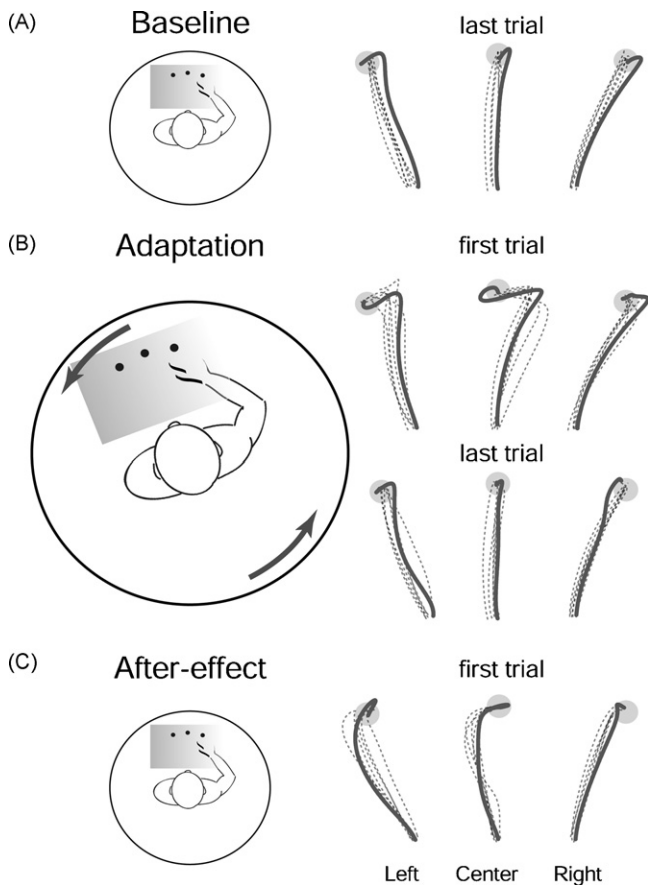 (A)
Baseline
last trial
(B)
Adaptation
first trial
last trial
(C)
After-effect
first trial
Left Center Right